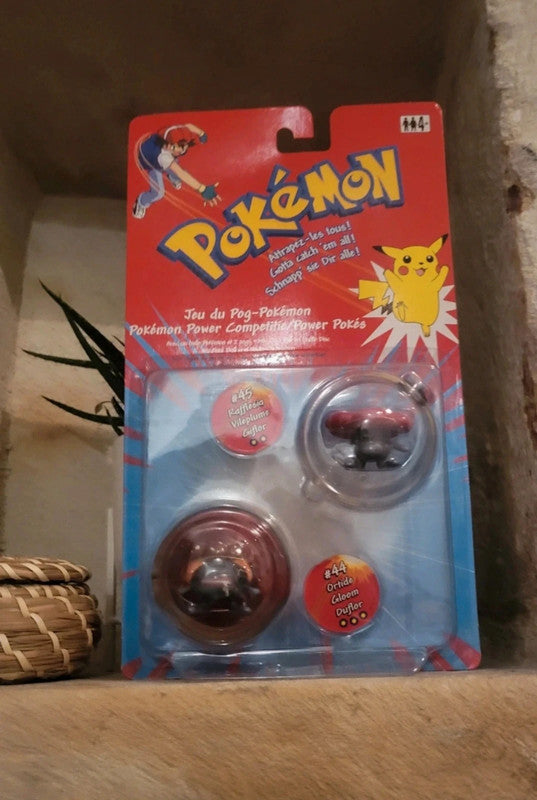 4+
POKéMON
Attrapez-les tous!
Gotta catch 'em all!
Schnapp' sie Dir alle!
Jeu du Pog-Pokémon
Pokémon Power Competitie/Power Pokés
#45
Rafflesia
Vileplume
Giflor
#44
Ortide
Gloom
Duflor